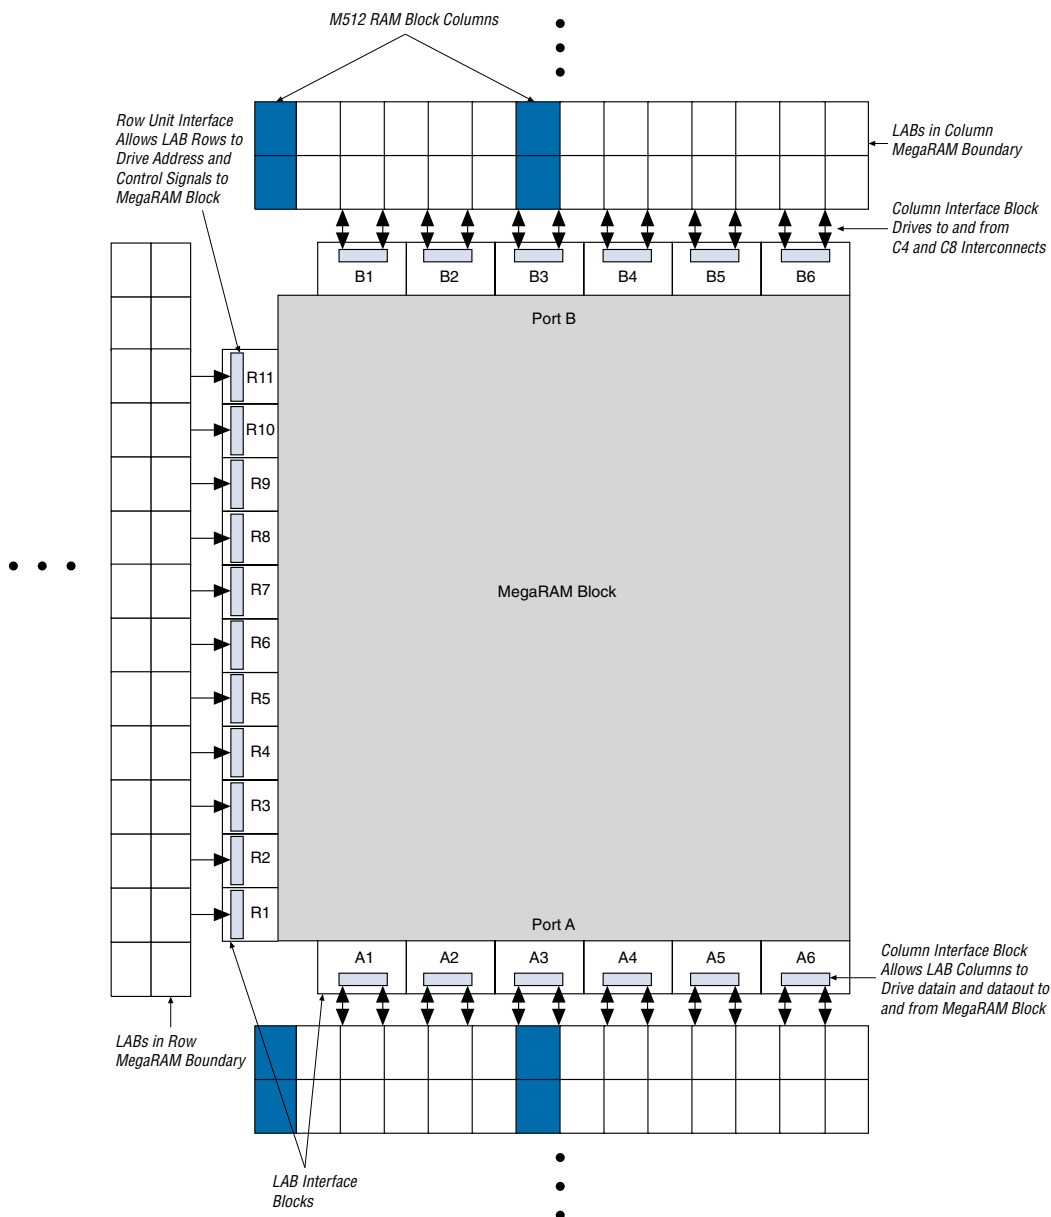 M512 RAM Block Columns
Row Unit Interface
Allows LAB Rows to
Drive Address and
Control Signals to
MegaRAM Block
LABs in Column
MegaRAM Boundary
Column Interface Block
Drives to and from
C4 and C8 Interconnects
B1 B2 B3 B4 B5 B6
Port B
R11
R10
R9
R8
R7
MegaRAM Block
R6
R5
R4
R3
R2
R1
Port A
A1 A2 A3 A4 A5 A6
Column Interface Block
Allows LAB Columns to
Drive datain and dataout to
and from MegaRAM Block
LABs in Row
MegaRAM Boundary
LAB Interface
Blocks